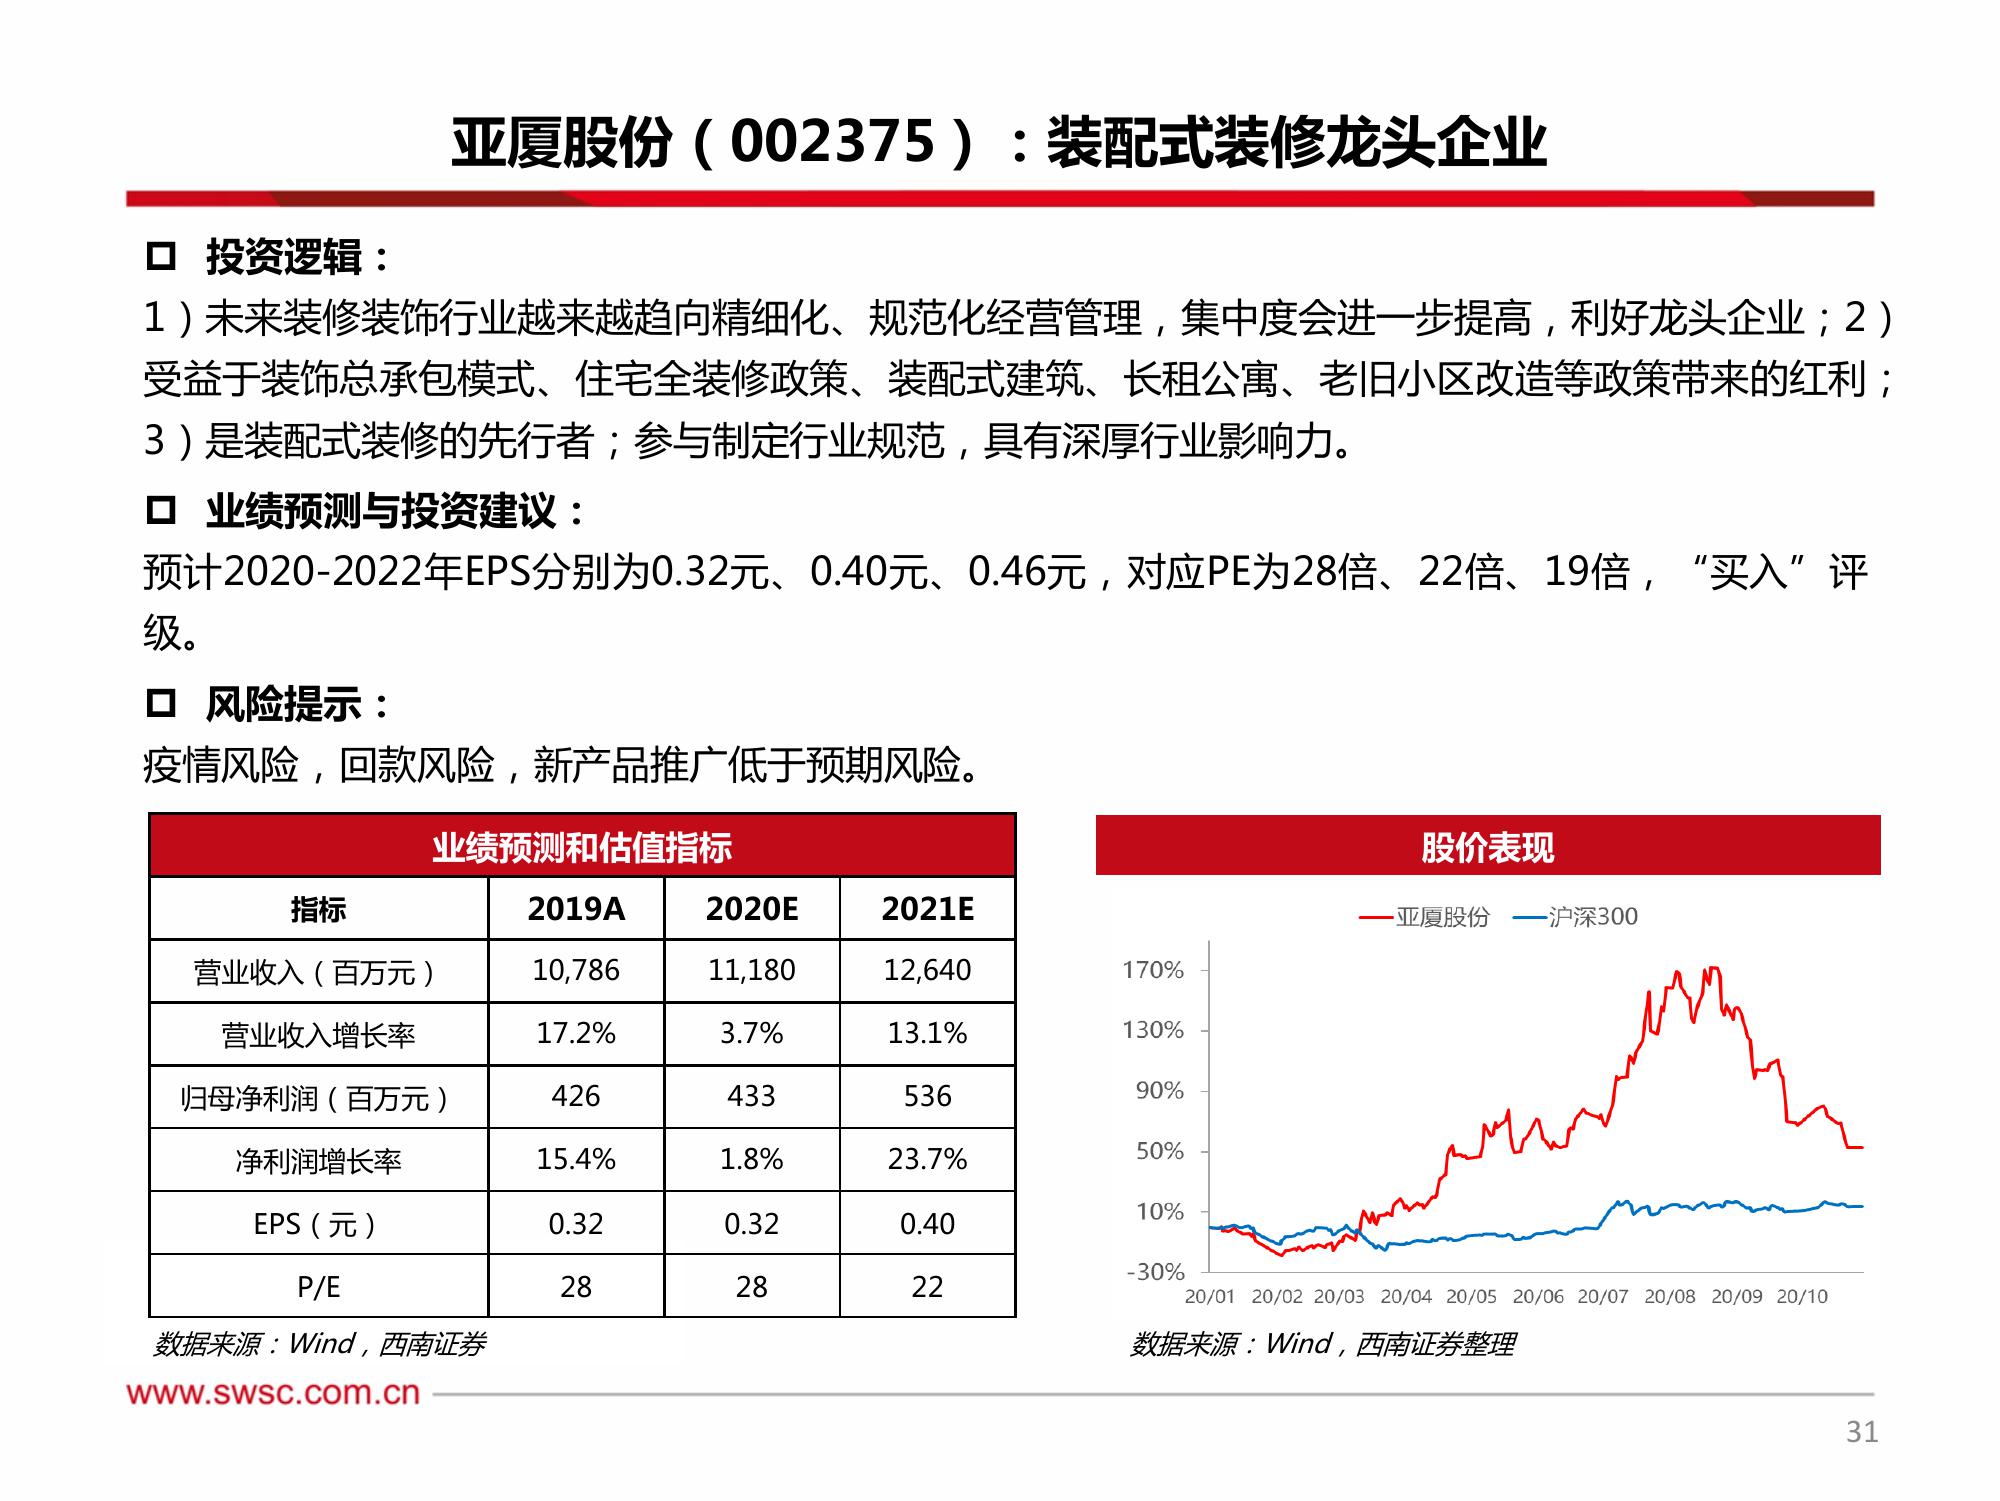 亚厦股份（002375）：装配式装修龙头企业
投资逻辑：
1）未来装修装饰行业越来越趋向精细化、规范化经营管理，集中度会进一步提高，利好龙头企业；2）
受益于装饰总承包模式、住宅全装修政策、装配式建筑、长租公寓、老旧小区改造等政策带来的红利；
3）是装配式装修的先行者；参与制定行业规范，具有深厚行业影响力。
业绩预测与投资建议：
预计2020-2022年EPS分别为0.32元、0.40元、0.46元，对应PE为28倍、22倍、19倍，“买入”评
级。
风险提示：
疫情风险，回款风险，新产品推广低于预期风险。
业绩预测和估值指标
指标 2019A 2020E 2021E
营业收入（百万元） 10,786 11,180 12,640
营业收入增长率 17.2% 3.7% 13.1%
归母净利润（百万元） 426 433 536
净利润增长率 15.4% 1.8% 23.7%
EPS（元） 0.32 0.32 0.40
P/E 28 28 22
数据来源：Wind，西南证券
股价表现
亚厦股份 沪深300
170%
130%
90%
50%
10%
-30%
20/01 20/02 20/03 20/04 20/05 20/06 20/07 20/08 20/09 20/10
数据来源：Wind，西南证券整理
www.swsc.com.cn
31